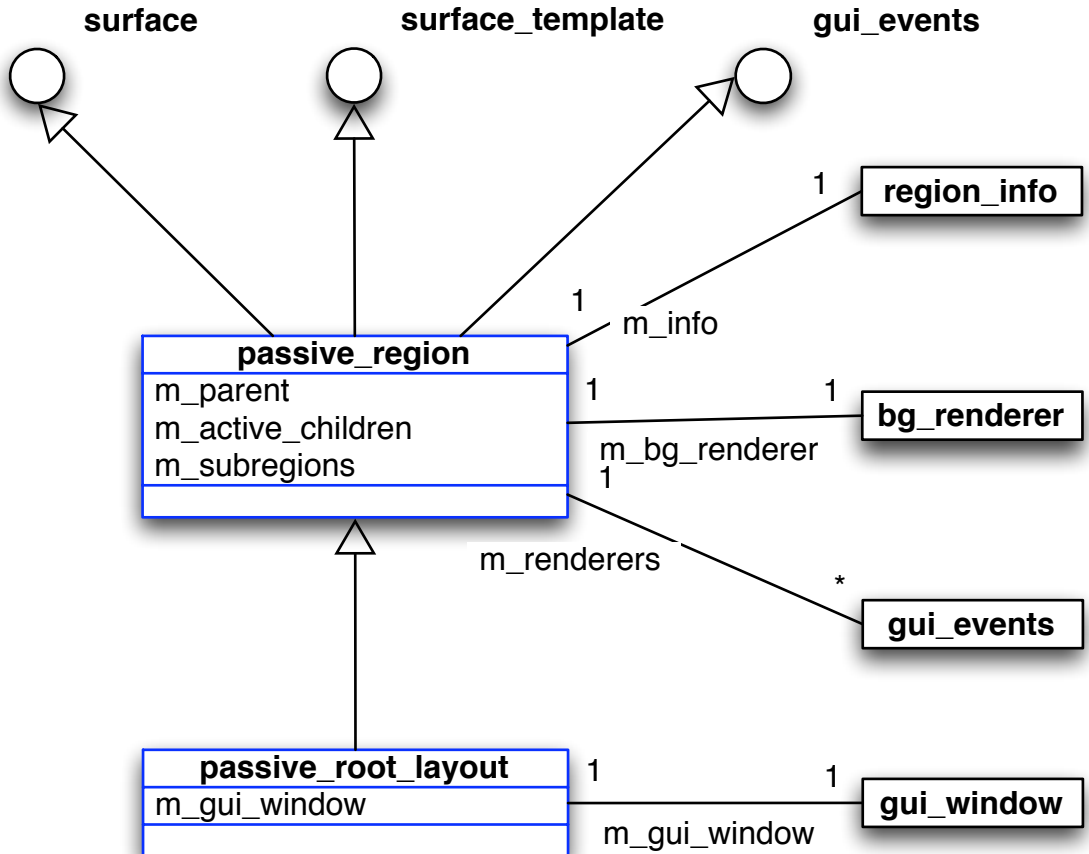 surface
surface_template
gui_events
1
region_info
1
m_info
passive_region
m_parent
m_active_children
m_subregions
1
1
bg_renderer
m_bg_renderer
1
m_renderers
*
gui_events
passive_root_layout
m_gui_window
1
1
gui_window
m_gui_window